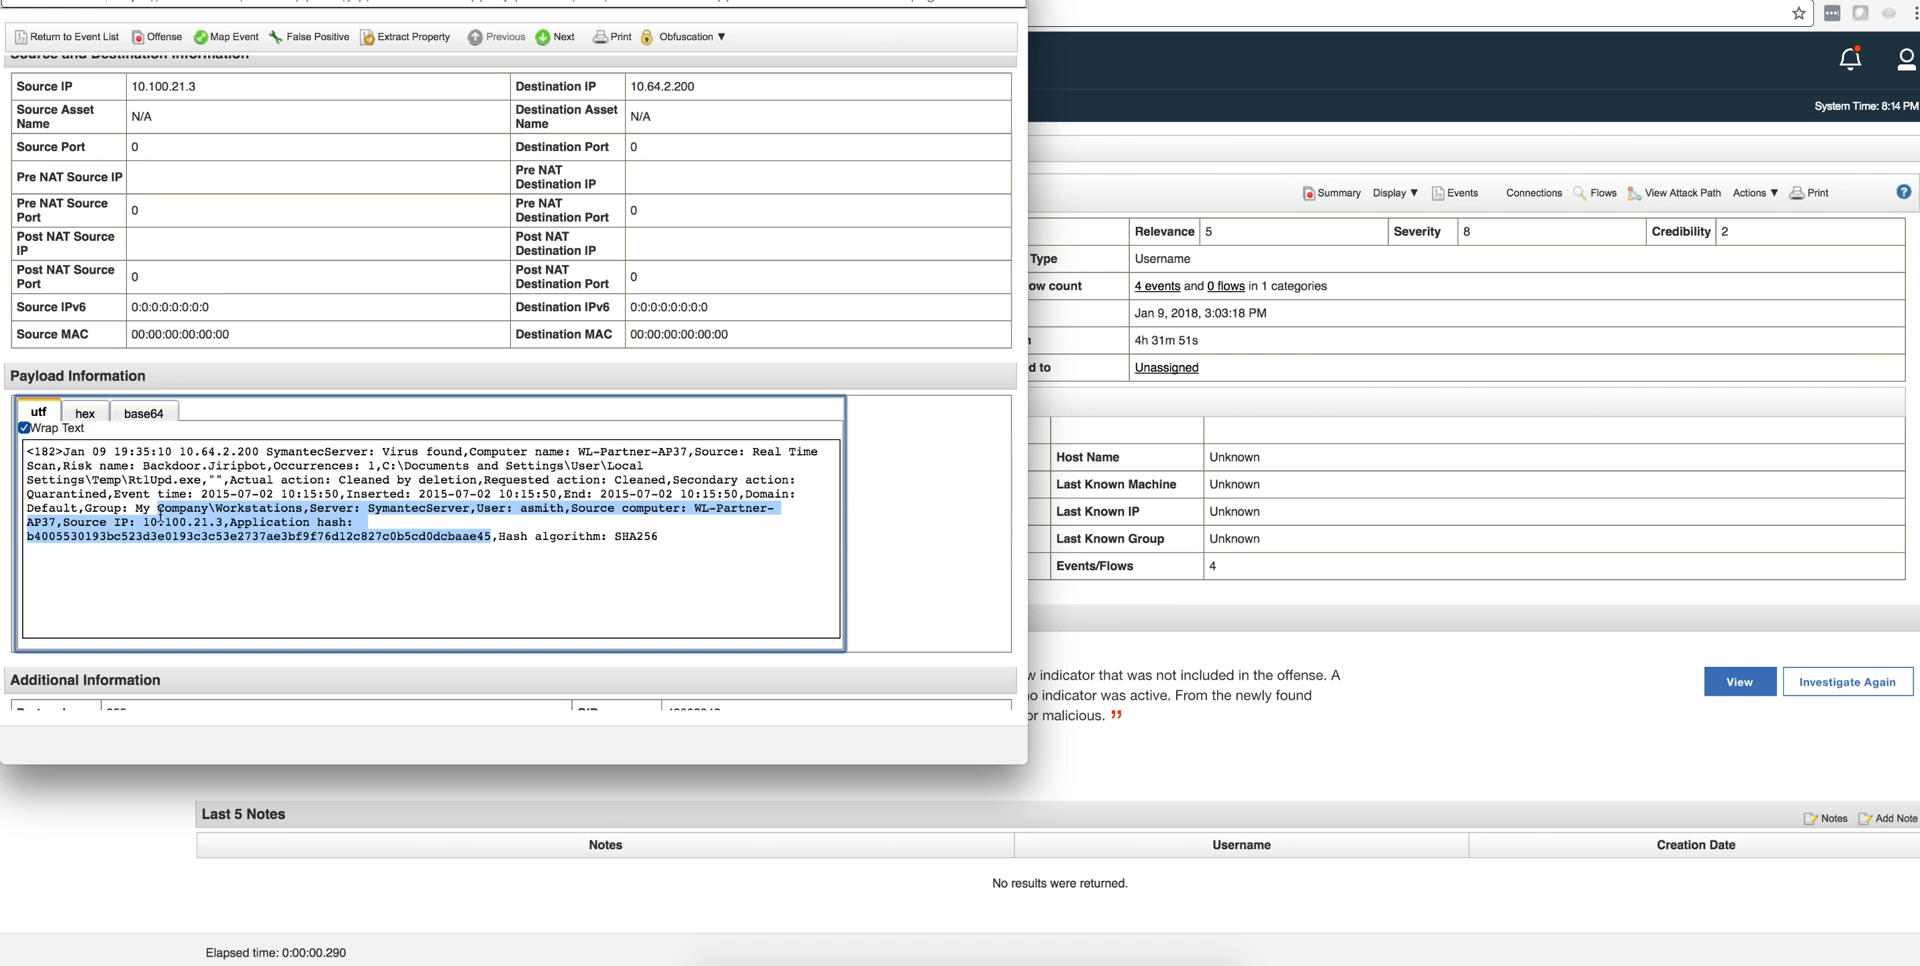 Return to Event List Offense Map Event False Positive Extract Property Previous Next Print Obfuscation ▼
Source and Destination Information
Source IP 10.100.21.3 Destination IP 10.64.2.200
Source Asset Name N/A Destination Asset Name N/A
Source Port 0 Destination Port 0
Pre NAT Source IP Pre NAT Destination IP
Pre NAT Source Port 0 Pre NAT Destination Port 0
Post NAT Source IP Post NAT Destination IP
Post NAT Source Port 0 Post NAT Destination Port 0
Source IPv6 0:0:0:0:0:0:0:0 Destination IPv6 0:0:0:0:0:0:0:0
Source MAC 00:00:00:00:00:00 Destination MAC 00:00:00:00:00:00
Payload Information
utf hex base64
Wrap Text
<182>Jan 09 19:35:10 10.64.2.200 SymantecServer: Virus found,Computer name: WL-Partner-AP37,Source: Real Time
Scan,Risk name: Backdoor.Jiripbot,Occurrences: 1,C:\Documents and Settings\User\Local
Settings\Temp\RtlUpd.exe,"",Actual action: Cleaned by deletion,Requested action: Cleaned,Secondary action:
Quarantined,Event time: 2015-07-02 10:15:50,Inserted: 2015-07-02 10:15:50,End: 2015-07-02 10:15:50,Domain:
Default,Group: My Company\Workstations,Server: SymantecServer,User: asmith,Source computer: WL-Partner-
AP37,Source IP: 10.100.21.3,Application hash:
b4005530193bc523d3e0193c3c53e2737ae3bf9f76d12c827c0b5cd0dcbaae45,Hash algorithm: SHA256
Additional Information
System Time: 8:14 PM
Summary Display ▼ Events Connections Flows View Attack Path Actions ▼ Print ?
Relevance 5 Severity 8 Credibility 2
Type Username
ow count 4 events and 0 flows in 1 categories
Jan 9, 2018, 3:03:18 PM
4h 31m 51s
d to Unassigned
Host Name Unknown
Last Known Machine Unknown
Last Known IP Unknown
Last Known Group Unknown
Events/Flows 4
w indicator that was not included in the offense. A
o indicator was active. From the newly found
or malicious. ”
View Investigate Again
Last 5 Notes Notes Add Note
Notes Username Creation Date
No results were returned.
Elapsed time: 0:00:00.290